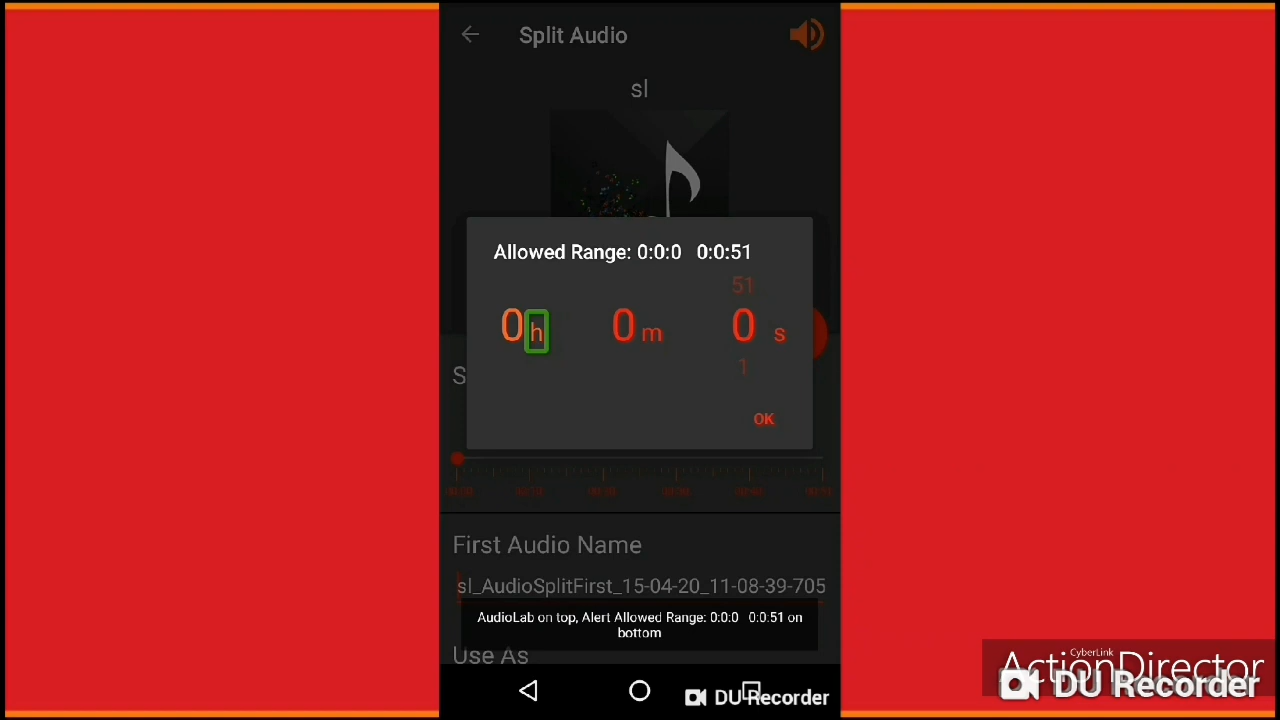 Split Audio
sl
Allowed Range: 0:0:0 0:0:51
51
0 h 0 m 0 s
1
OK
S
First Audio Name
sl_AudioSplitFirst_15-04-20_11-08-39-705
AudioLab on top, Alert Allowed Range: 0:0:0 0:0:51 on
bottom
Use As
CyberLink
ActionDirector
DU Recorder
DU Recorder